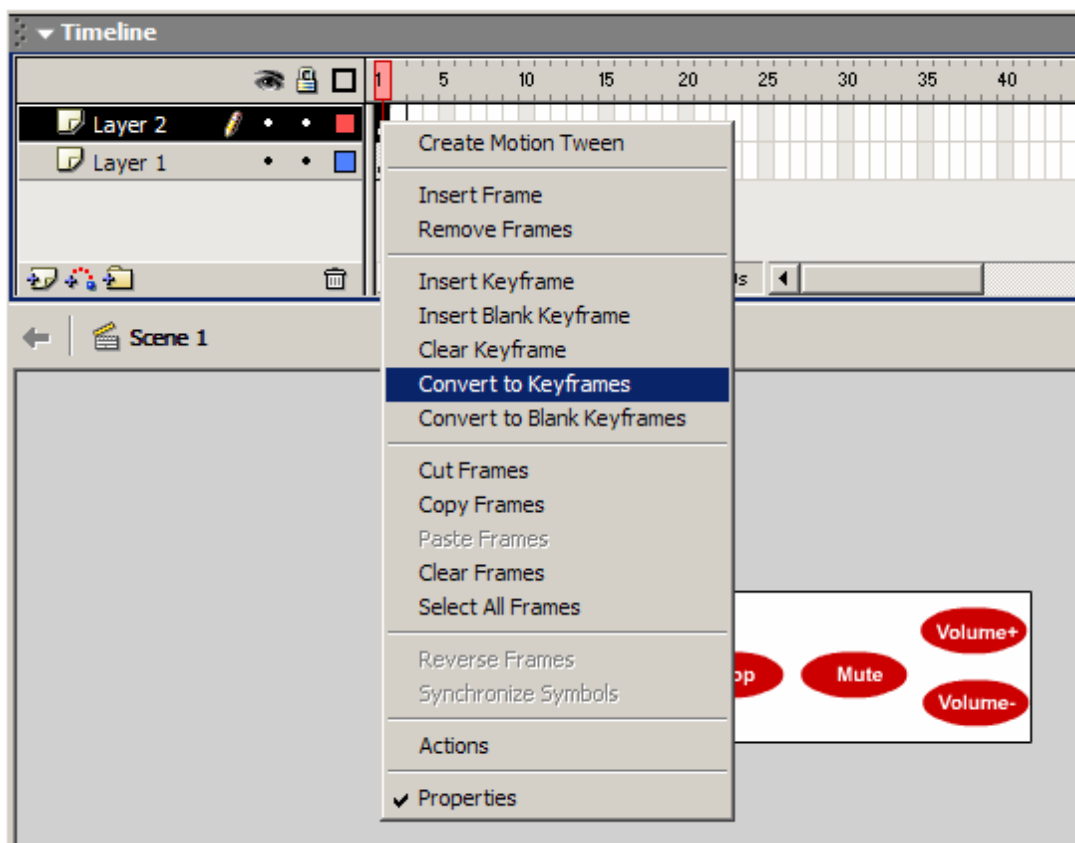 Timeline
1 5 10 15 20 25 30 35 40
Layer 2
Layer 1
Scene 1
Create Motion Tween
Insert Frame
Remove Frames
Insert Keyframe
Insert Blank Keyframe
Clear Keyframe
Convert to Keyframes
Convert to Blank Keyframes
Cut Frames
Copy Frames
Paste Frames
Clear Frames
Select All Frames
Reverse Frames
Synchronize Symbols
Actions
Properties
Volume+
Mute
Volume-